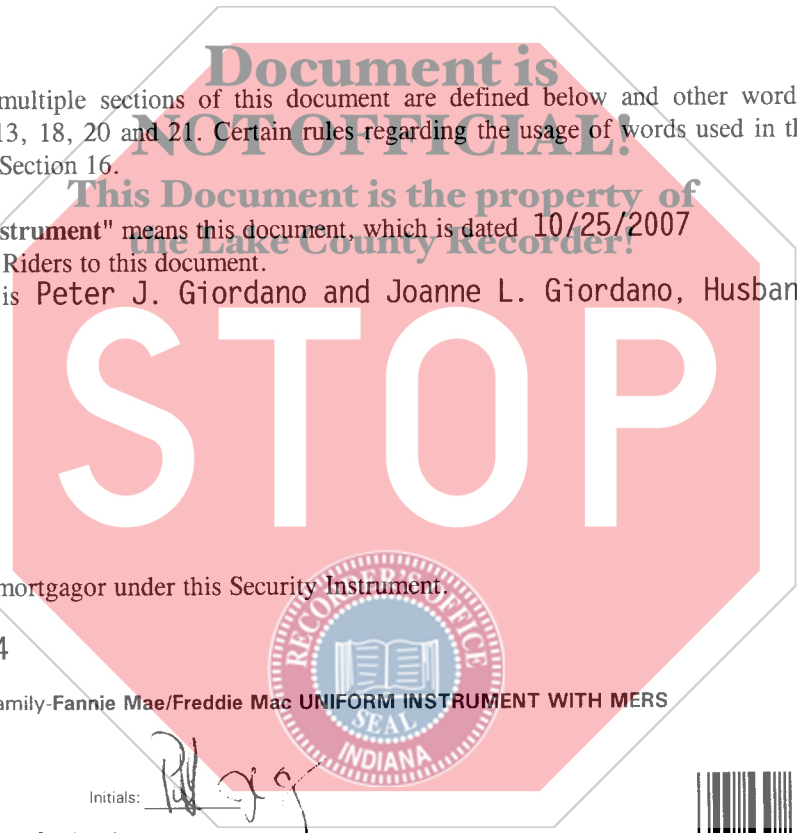 Document is
multiple sections of this document are defined below and other word
13, 18, 20 and 21. Certain rules regarding the usage of words used in th
NOT OFFICIAL!
Section 16.
This Document is the property of
strument" means this document, which is dated 10/25/2007
the Lake County Recorder!
Riders to this document.
is Peter J. Giordano and Joanne L. Giordano, Husban
STOP
mortgagor under this Security Instrument.
RECORDER'S OFFICE
SEAL
INDIANA
4
amily-Fannie Mae/Freddie Mac UNIFORM INSTRUMENT WITH MERS
Initials: